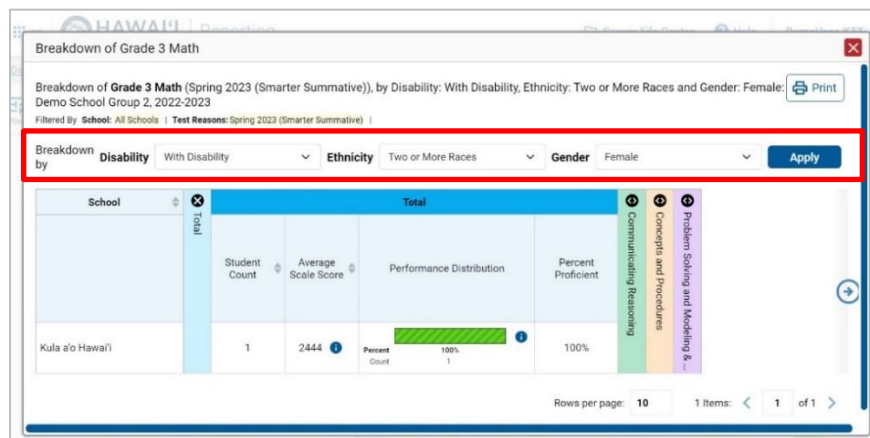 HAWAI'I Reporting
Breakdown of Grade 3 Math
Breakdown of Grade 3 Math (Spring 2023 (Smarter Summative)), by Disability: With Disability, Ethnicity: Two or More Races and Gender: Female:
Demo School Group 2, 2022-2023
Print
Filtered By School: All Schools | Test Reasons: Spring 2023 (Smarter Summative) |
Breakdown by Disability With Disability Ethnicity Two or More Races Gender Female Apply
School Total Total
Student Count Average Scale Score Performance Distribution Percent Proficient
Communicating Reasoning
Concepts and Procedures
Problem Solving and Modeling & ...
Kula a'o Hawai'i 1 2444 Percent 100% 100%
Count 1
Rows per page: 10 1 Items: 1 of 1